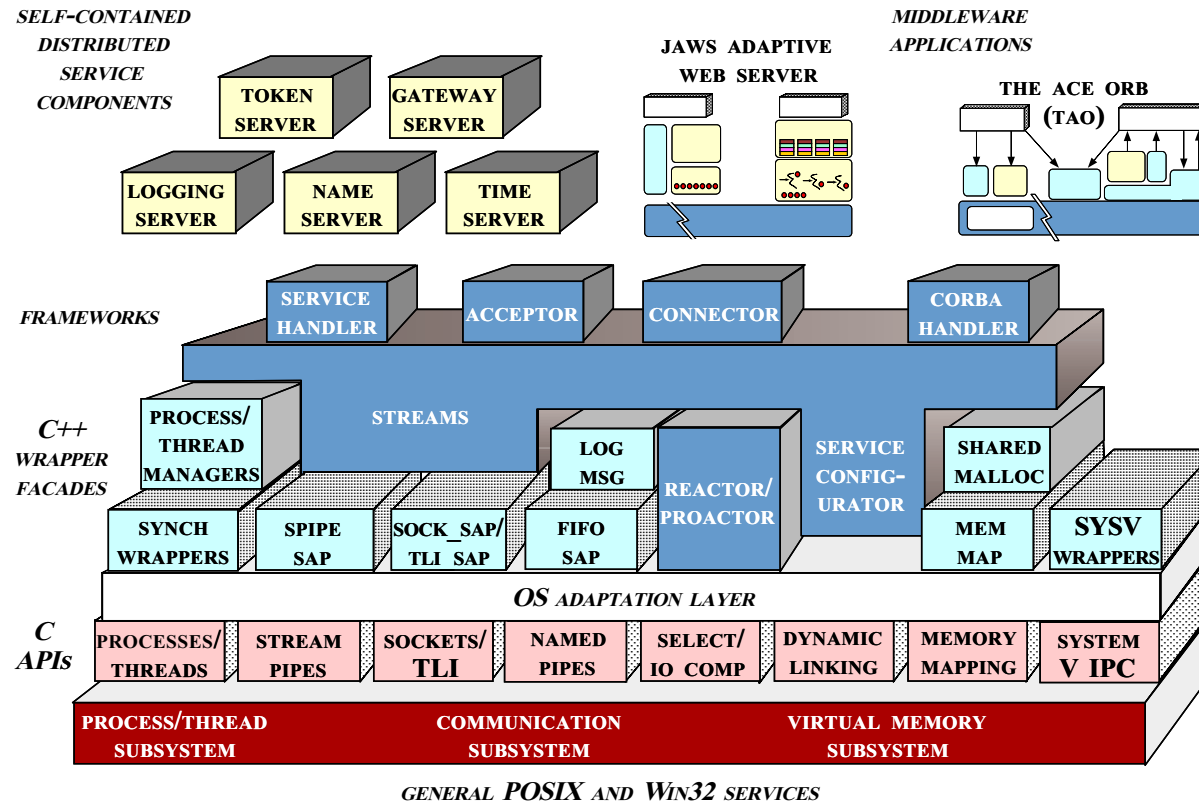 SELF-CONTAINED
DISTRIBUTED
SERVICE
COMPONENTS
MIDDLEWARE
APPLICATIONS
JAWS ADAPTIVE
WEB SERVER
THE ACE ORB
(TAO)
TOKEN
SERVER
GATEWAY
SERVER
LOGGING
SERVER
NAME
SERVER
TIME
SERVER
FRAMEWORKS
SERVICE
HANDLER
ACCEPTOR
CONNECTOR
CORBA
HANDLER
C++
WRAPPER
FACADES
PROCESS/
THREAD
MANAGERS
STREAMS
LOG
MSG
REACTOR/
PROACTOR
SERVICE
CONFIG-
URATOR
SHARED
MALLOC
SYNCH
WRAPPERS
SPIPE
SAP
SOCK_SAP/
TLI SAP
FIFO
SAP
MEM
MAP
SYSV
WRAPPERS
OS ADAPTATION LAYER
C
APIs
PROCESSES/
THREADS
STREAM
PIPES
SOCKETS/
TLI
NAMED
PIPES
SELECT/
IO COMP
DYNAMIC
LINKING
MEMORY
MAPPING
SYSTEM
V IPC
PROCESS/THREAD
SUBSYSTEM
COMMUNICATION
SUBSYSTEM
VIRTUAL MEMORY
SUBSYSTEM
GENERAL POSIX AND WIN32 SERVICES